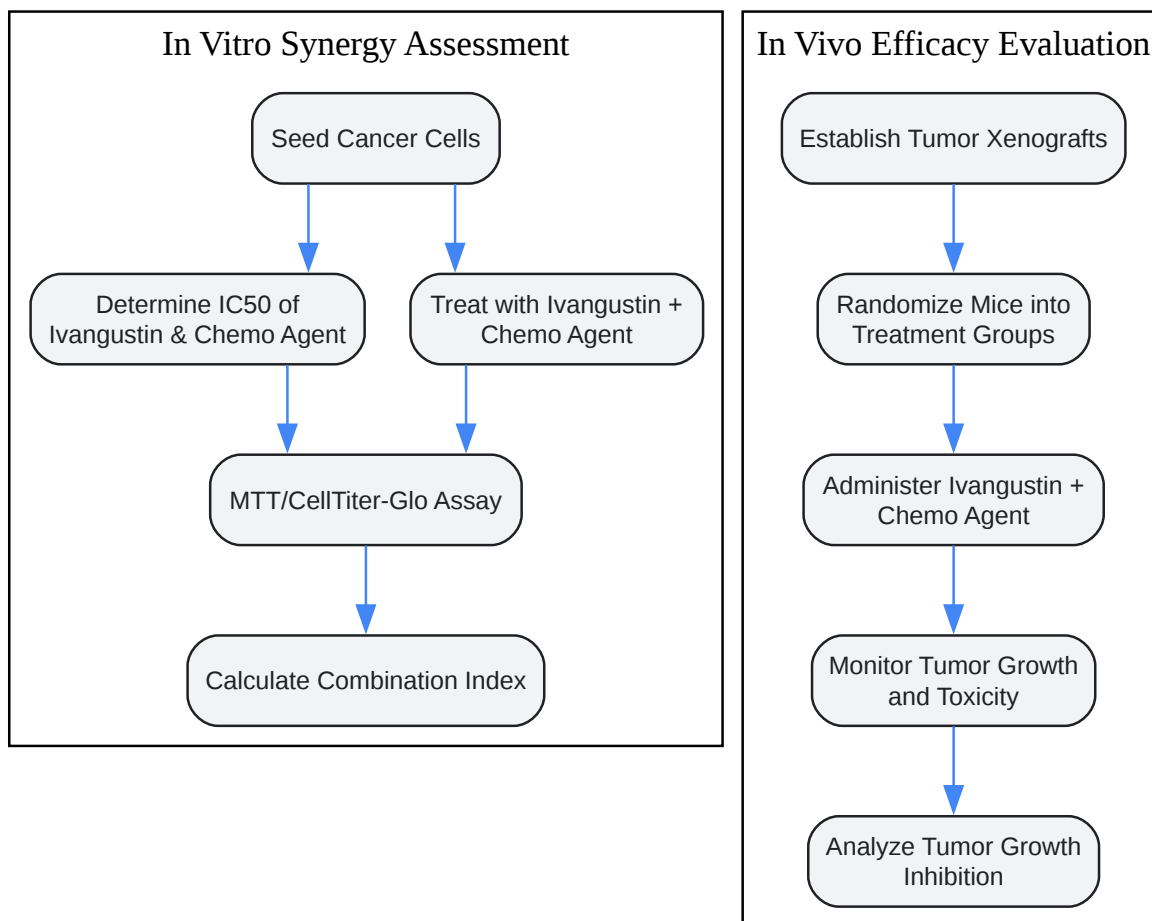 In Vitro Synergy Assessment
Seed Cancer Cells
Determine IC50 of
Ivangustin & Chemo Agent
Treat with Ivangustin +
Chemo Agent
MTT/CellTiter-Glo Assay
Calculate Combination Index
In Vivo Efficacy Evaluation
Establish Tumor Xenografts
Randomize Mice into
Treatment Groups
Administer Ivangustin +
Chemo Agent
Monitor Tumor Growth
and Toxicity
Analyze Tumor Growth
Inhibition